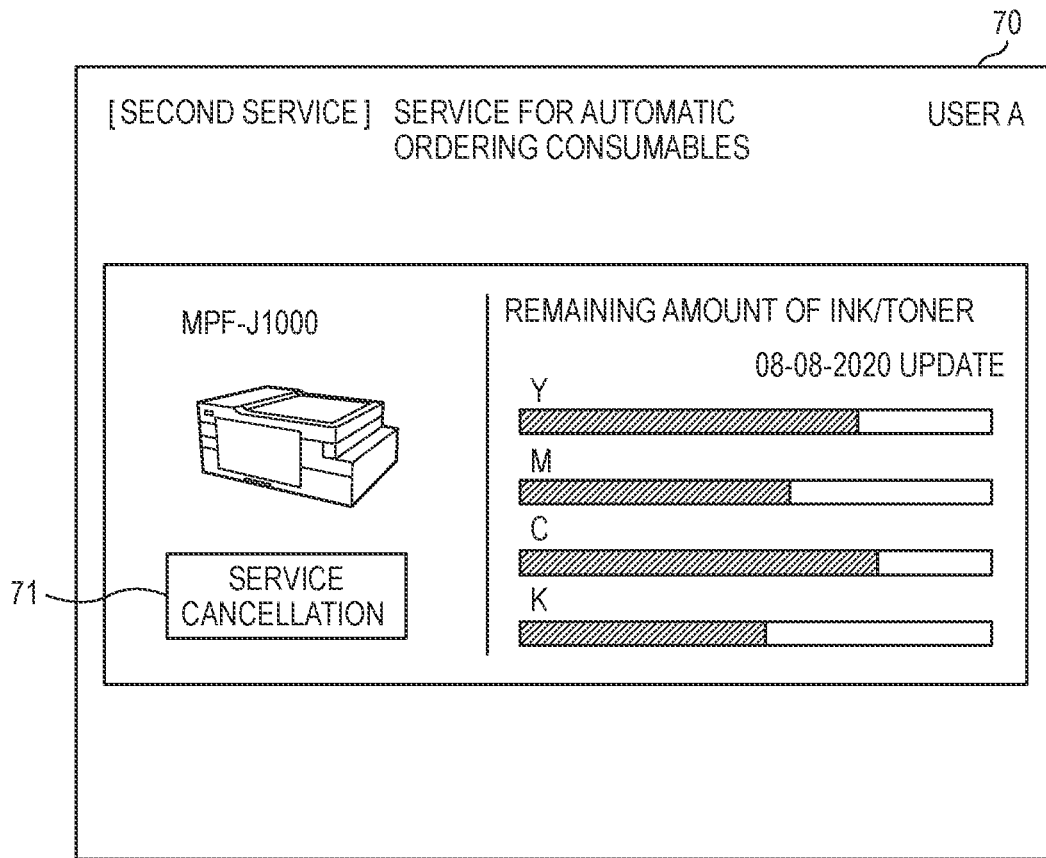 70
[SECOND SERVICE] SERVICE FOR AUTOMATIC ORDERING CONSUMABLES USER A
MPF-J1000
REMAINING AMOUNT OF INK/TONER
08-08-2020 UPDATE
Y
M
C
K
71
SERVICE
CANCELLATION